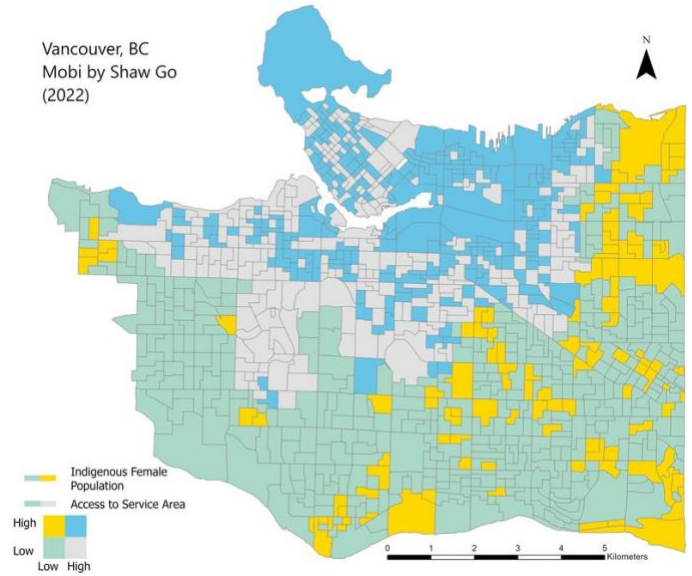 Vancouver, BC
Mobi by Shaw Go
(2022)
N
Indigenous Female
Population
Access to Service Area
High
Low
Low High
0 1 2 3 4 5
Kilometers